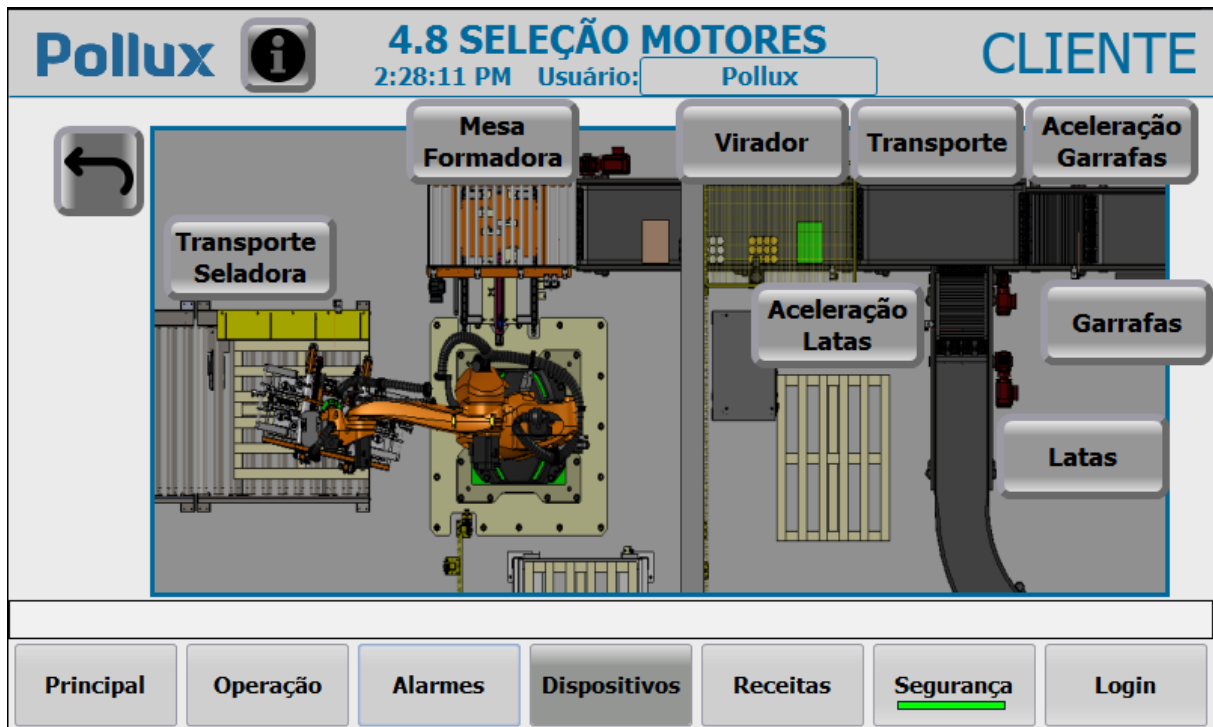 Pollux
4.8 SELEÇÃO MOTORES
2:28:11 PM Usuário: Pollux
CLIENTE
Mesa
Formadora
Virador
Transporte
Aceleração
Garrafas
Transporte
Seladora
Aceleração
Latas
Garrafas
Latas
Principal
Operação
Alarmes
Dispositivos
Receitas
Segurança
Login